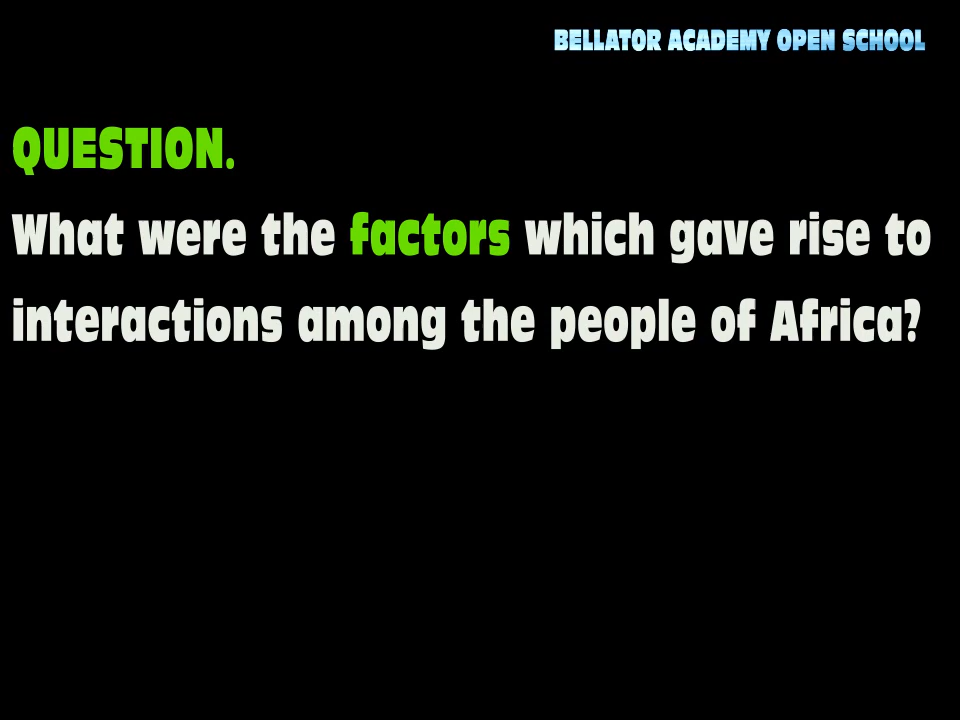 BELLATOR ACADEMY OPEN SCHOOL
QUESTION.
What were the factors which gave rise to
interactions among the people of Africa?